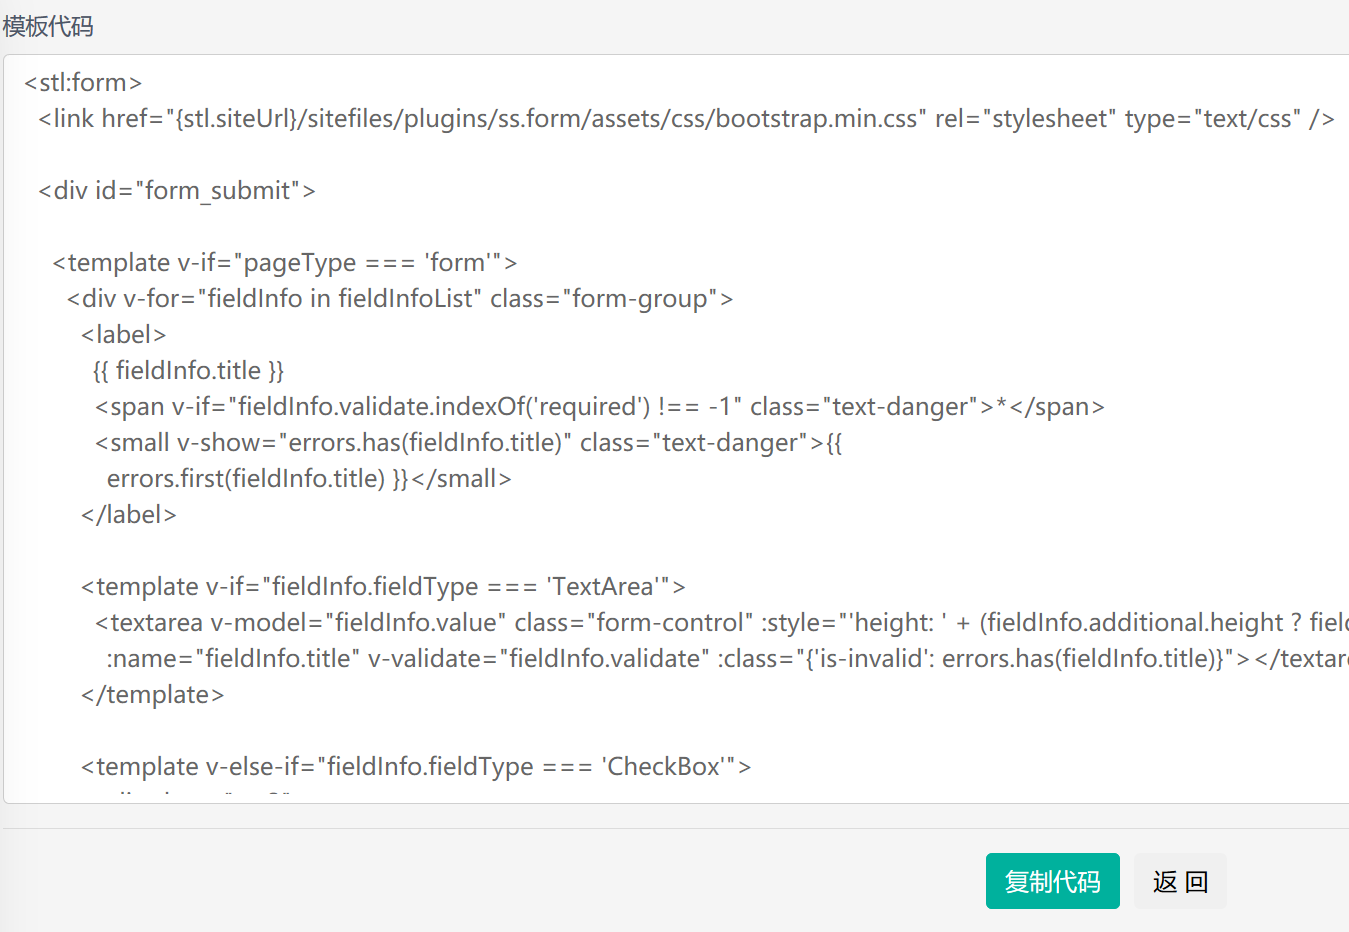 模板代码
<stl:form>
<link href="{stl.siteUrl}/sitefiles/plugins/ss.form/assets/css/bootstrap.min.css" rel="stylesheet" type="text/css" />
<div id="form_submit">
<template v-if="pageType === 'form'">
<div v-for="fieldInfo in fieldInfoList" class="form-group">
<label>
{{ fieldInfo.title }}
<span v-if="fieldInfo.validate.indexOf('required') !== -1" class="text-danger">*</span>
<small v-show="errors.has(fieldInfo.title)" class="text-danger">{{
errors.first(fieldInfo.title) }}</small>
</label>
<template v-if="fieldInfo.fieldType === 'TextArea'">
<textarea v-model="fieldInfo.value" class="form-control" :style="'height: ' + (fieldInfo.additional.height ?
:name="fieldInfo.title" v-validate="fieldInfo.validate" :class="{'is-invalid': errors.has(fieldInfo.title)}">
</template>
<template v-else-if="fieldInfo.fieldType === 'CheckBox'">
复制代码
返 回